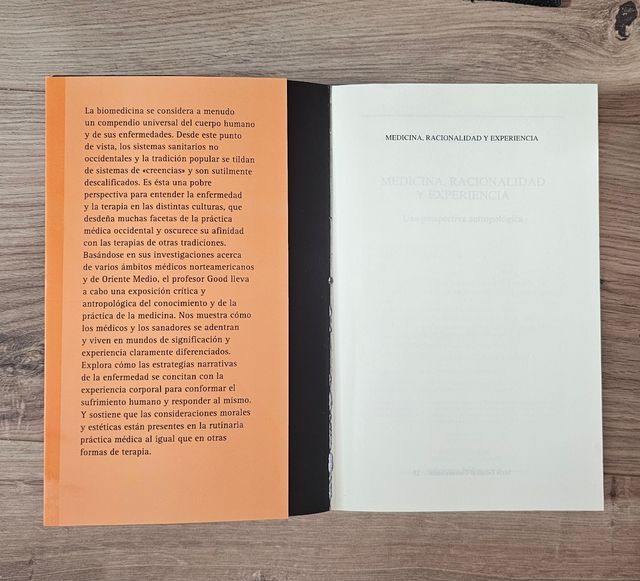 La biomedicina se considera a menudo
un compendio universal del cuerpo humano
y de sus enfermedades. Desde este punto
de vista, los sistemas sanitarios no
occidentales y la tradición popular se tildan
de sistemas de «creencias» y son sutilmente
descalificados. Es ésta una pobre
perspectiva para entender la enfermedad
y la terapia en las distintas culturas, que
desdeña muchas facetas de la práctica
médica occidental y oscurece su afinidad
con las terapias de otras tradiciones.
Basándose en sus investigaciones acerca
de varios ámbitos médicos norteamericanos
y de Oriente Medio, el profesor Good lleva
a cabo una exposición crítica y
antropológica del conocimiento y de la
práctica de la medicina. Nos muestra cómo
los médicos y los sanadores se adentran
y viven en mundos de significación y
experiencia claramente diferenciados.
Explora cómo las estrategias narrativas
de la enfermedad se concitan con la
experiencia corporal para conformar el
sufrimiento humano y responder al mismo.
Y sostiene que las consideraciones morales
y estéticas están presentes en la rutinaria
práctica médica al igual que en otras
formas de terapia.
MEDICINA, RACIONALIDAD Y EXPERIENCIA
MEDICINA, RACIONALIDAD
Y EXPERIENCIA
Una perspectiva antropológica